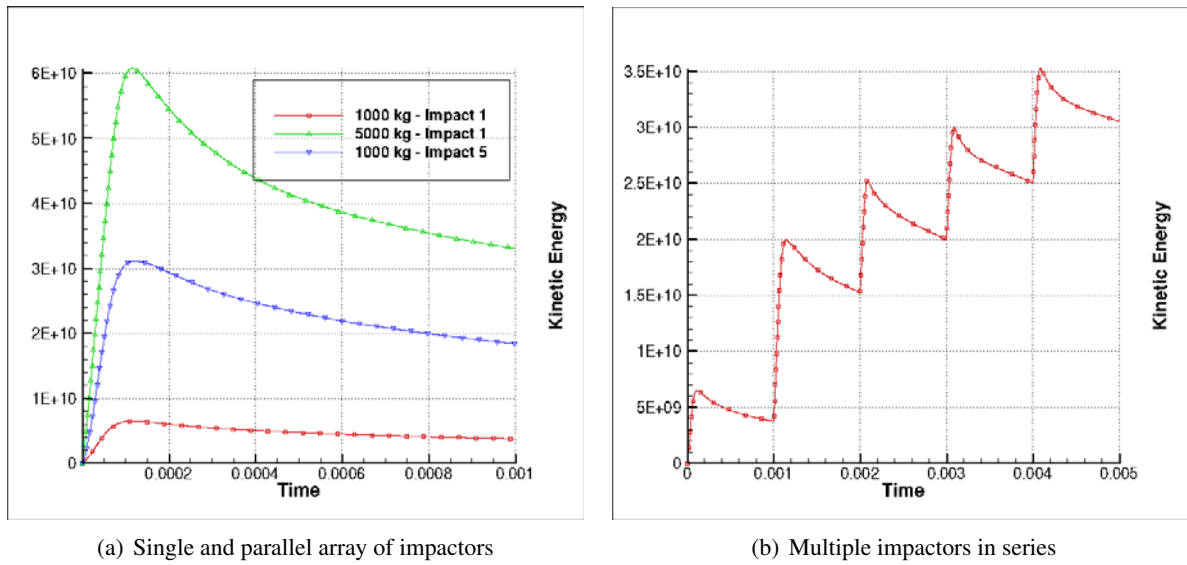 6E+10
5E+10
4E+10
3E+10
2E+10
1E+10
0
0.0002
0.0004
0.0006
0.0008
0.001
Time
Kinetic Energy
1000 kg - Impact 1
5000 kg - Impact 1
1000 kg - Impact 5
(a) Single and parallel array of impactors
3.5E+10
3E+10
2.5E+10
2E+10
1.5E+10
1E+10
5E+09
0
0
0.001
0.002
0.003
0.004
0.005
Time
Kinetic Energy
(b) Multiple impactors in series